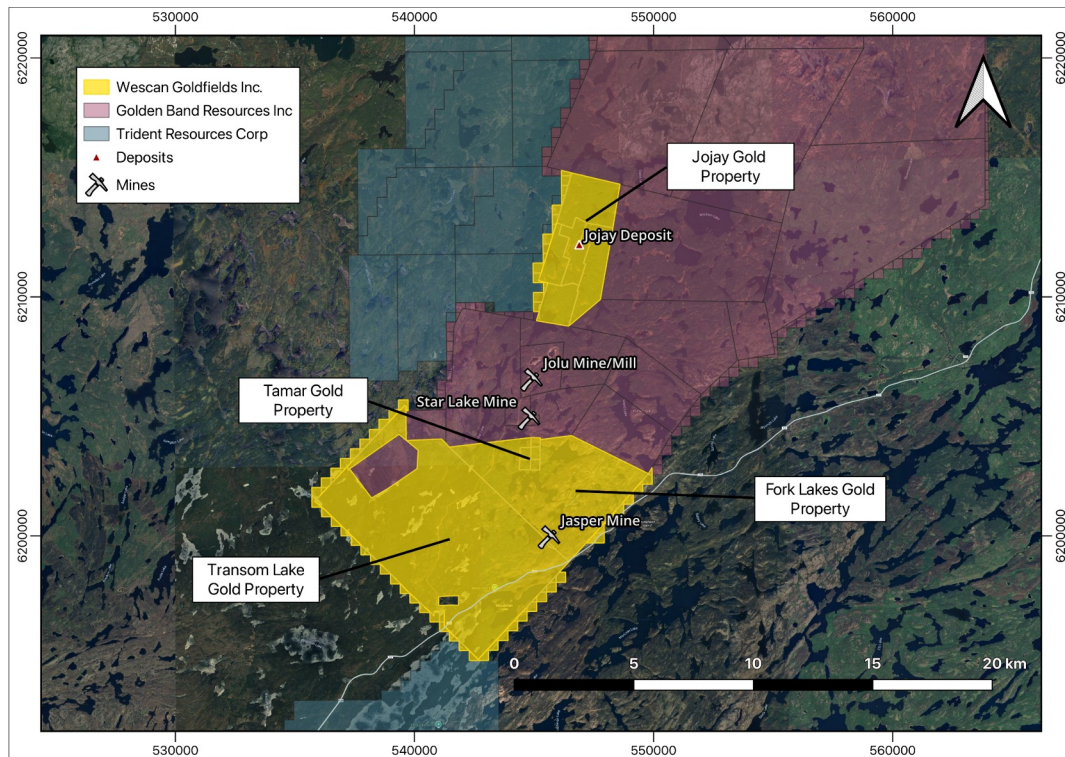 530000
540000
550000
560000
6220000
6220000
Wescan Goldfields Inc.
Golden Band Resources Inc
Trident Resources Corp
Deposits
Mines
Jojay Gold
Property
Jojay Deposit
6210000
6210000
Jolu Mine/Mill
Tamar Gold
Property
Star Lake Mine
Fork Lakes Gold
Property
Jasper Mine
6200000
6200000
Transom Lake
Gold Property
0
5
10
15
20 km
530000
540000
550000
560000